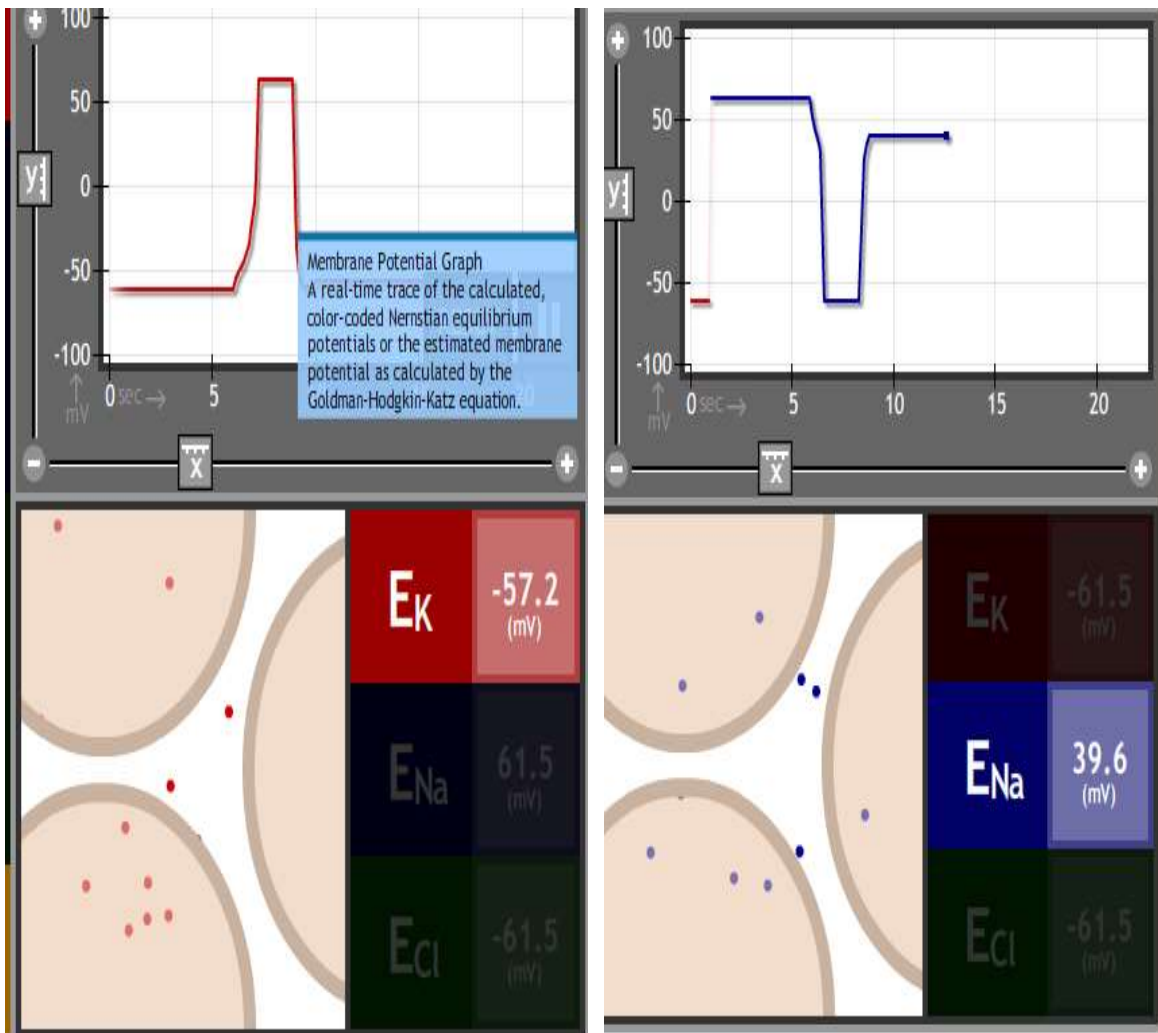 100
50
0
-50
-100
y
mV
0 sec → 5
20
Membrane Potential Graph
A real-time trace of the calculated,
color-coded Nernstian equilibrium
potentials or the estimated membrane
potential as calculated by the
Goldman-Hodgkin-Katz equation.
x
EK -57.2
(mV)
ENa 61.5
(mV)
ECl -61.5
(mV)
100
50
0
-50
-100
y
mV
0 sec → 5 10 15 20
x
EK -61.5
(mV)
ENa 39.6
(mV)
ECl -61.5
(mV)